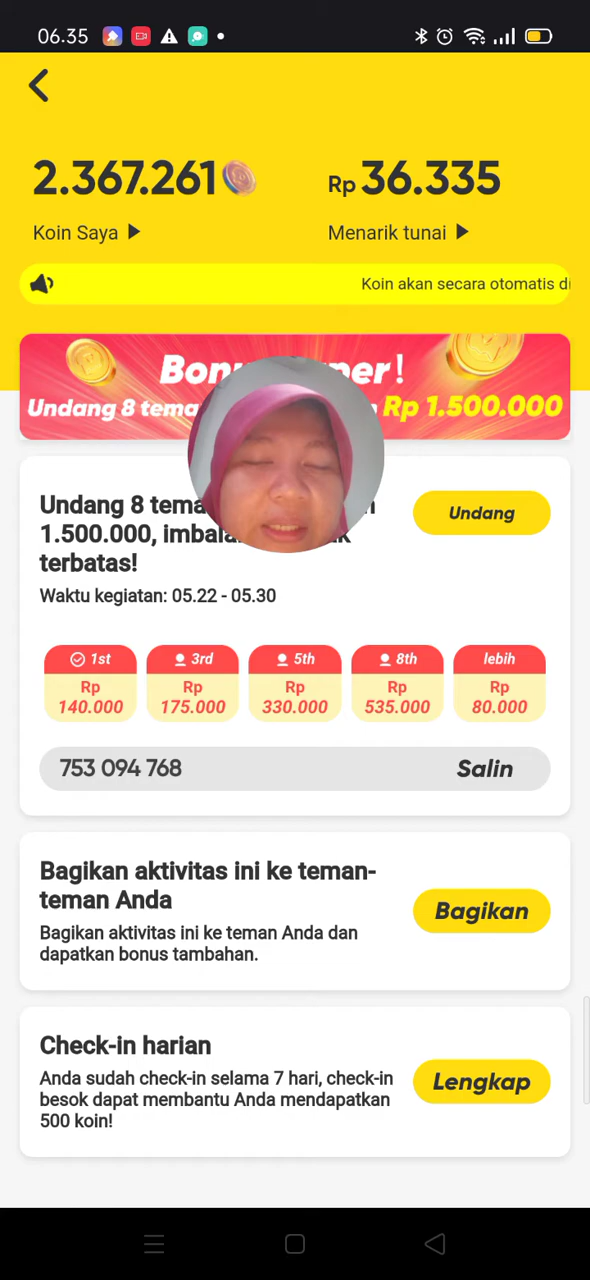 06.35
2.367.261
Rp 36.335
Koin Saya
Menarik tunai
Koin akan secara otomatis
Undang 8
Rp 1.500.000
Undang 8
1.500.000,
terbatas!
Undang
Waktu kegiatan: 05.22 - 05.30
1st
3rd
5th
8th
lebih
Rp
140.000
Rp
175.000
Rp
330.000
Rp
535.000
Rp
80.000
753 094 768
Salin
Bagikan aktivitas ini ke teman-
teman Anda
Bagikan aktivitas ini ke teman Anda dan
dapatkan bonus tambahan.
Bagikan
Check-in harian
Anda sudah check-in selama 7 hari, check-in
besok dapat membantu Anda mendapatkan
500 koin!
Lengkap